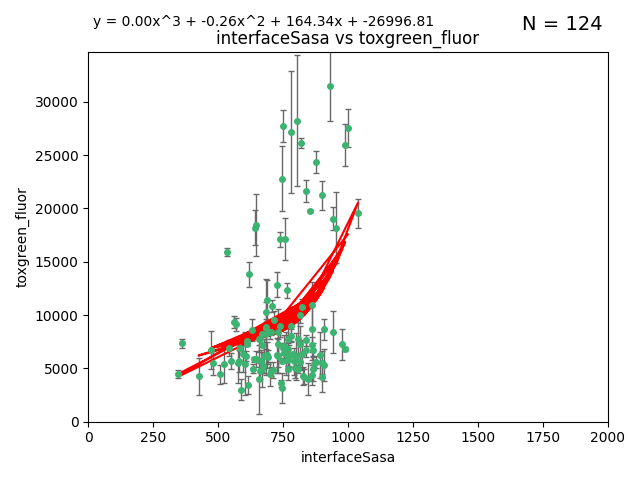 y = 0.00x^3 + -0.26x^2 + 164.34x + -26996.81
N = 124
interfaceSasa vs toxgreen_fluor
toxgreen_fluor
30000
25000
20000
15000
10000
5000
0
0 250 500 750 1000 1250 1500 1750 2000
interfaceSasa